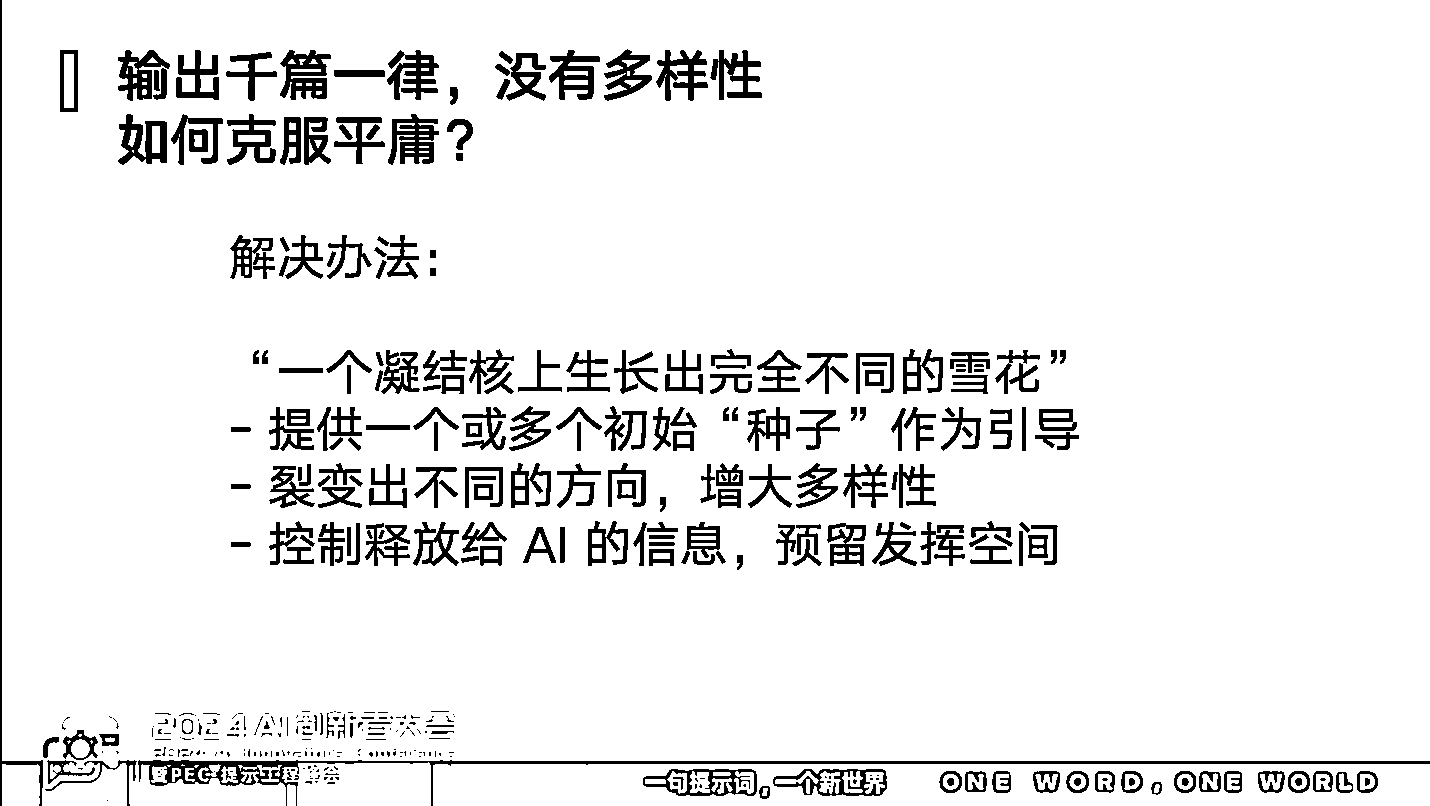 输出千篇一律，没有多样性
如何克服平庸？
解决办法：
“一个凝结核上生长出完全不同的雪花”
- 提供一个或多个初始“种子”作为引导
- 裂变出不同的方向，增大多样性
- 控制释放给 AI 的信息，预留发挥空间
2024 AI 创新者大会
暨PEC·提示工程峰会
一句提示词，一个新世界
ONE WORD, ONE WORLD